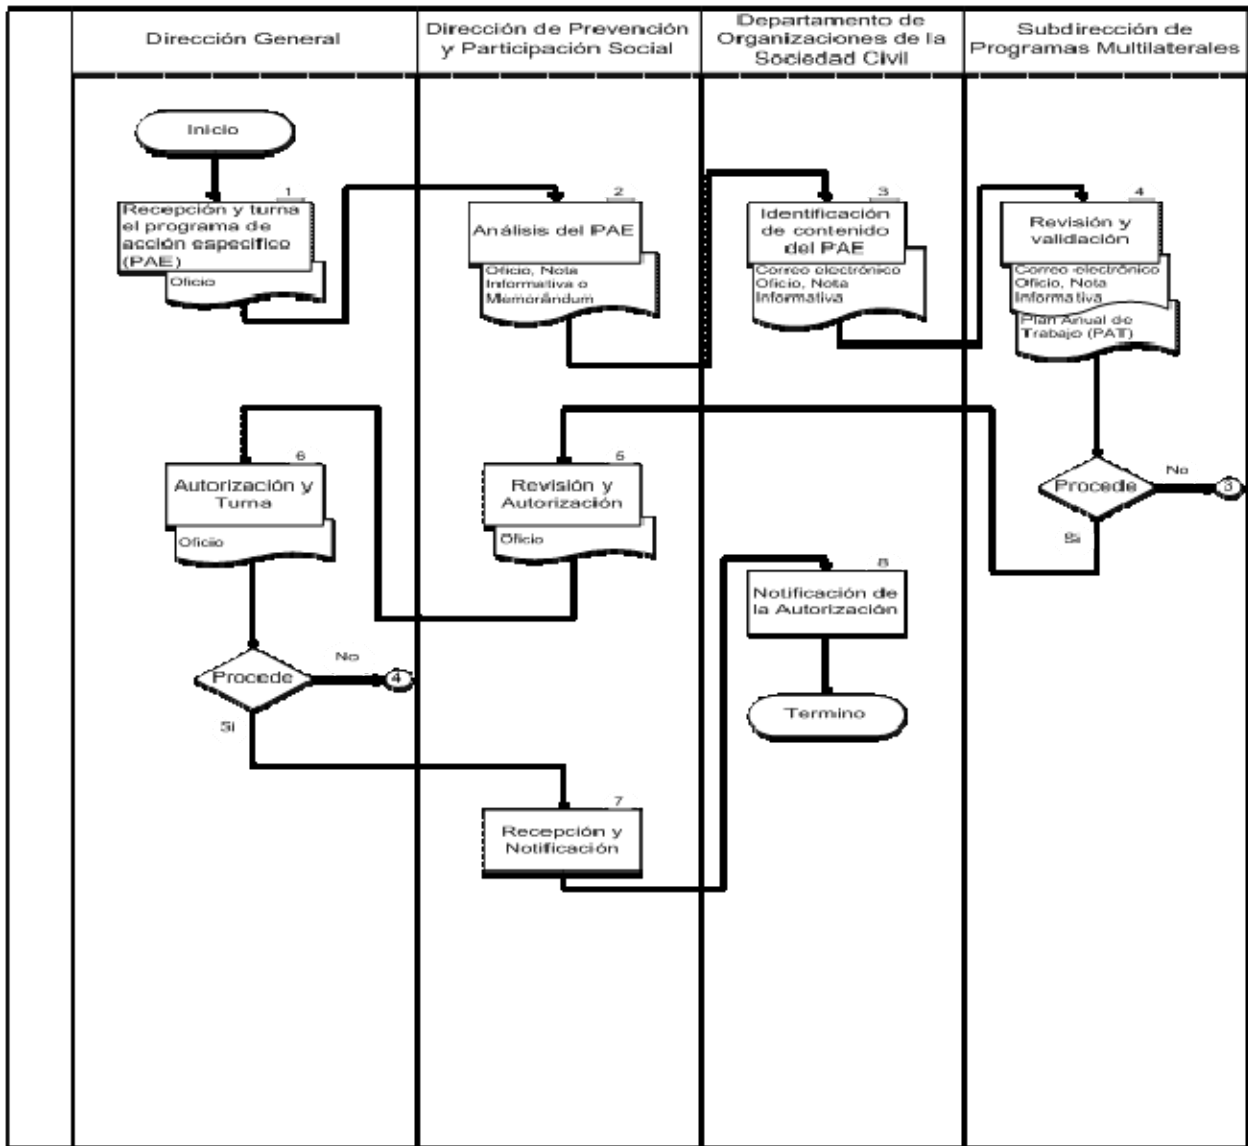 Dirección General
Dirección de Prevención
y Participación Social
Departamento de
Organizaciones de la
Sociedad Civil
Subdirección de
Programas Multilaterales
Inicio
1
Recepción y turna
el programa de
acción especifico
(PAE)
Oficio
2
Análisis del PAE
Oficio, Nota
Informativa o
Memorándum
3
Identificación
de contenido
del PAE
Correo electrónico
Oficio, Nota
Informativa
4
Revisión y
validación
Correo electrónico
Oficio, Nota
Informativa
Plan Anual de
Trabajo (PAT)
6
Autorización y
Turna
Oficio
5
Revisión y
Autorización
Oficio
Procede
No
3
Si
8
Notificación de
la Autorización
Procede
No
4
Si
Termino
7
Recepción y
Notificación